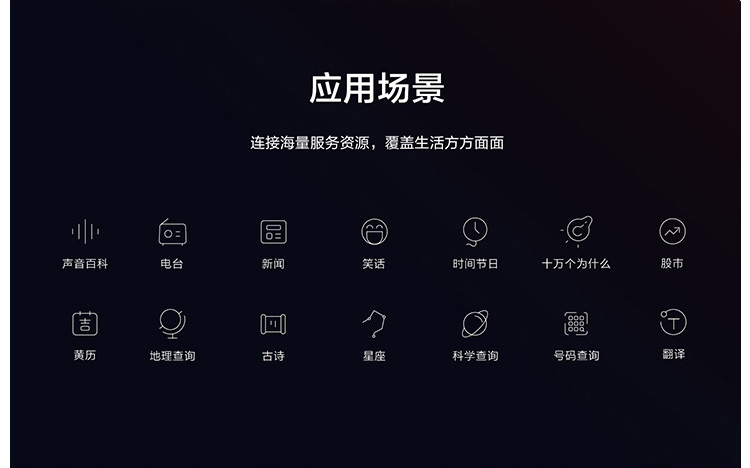 应用场景
连接海量服务资源，覆盖生活方方面面
声音百科 电台 新闻 笑话 时间节日 十万个为什么 股市
吉
黄历 地理查询 古诗 星座 科学查询 号码查询 翻译